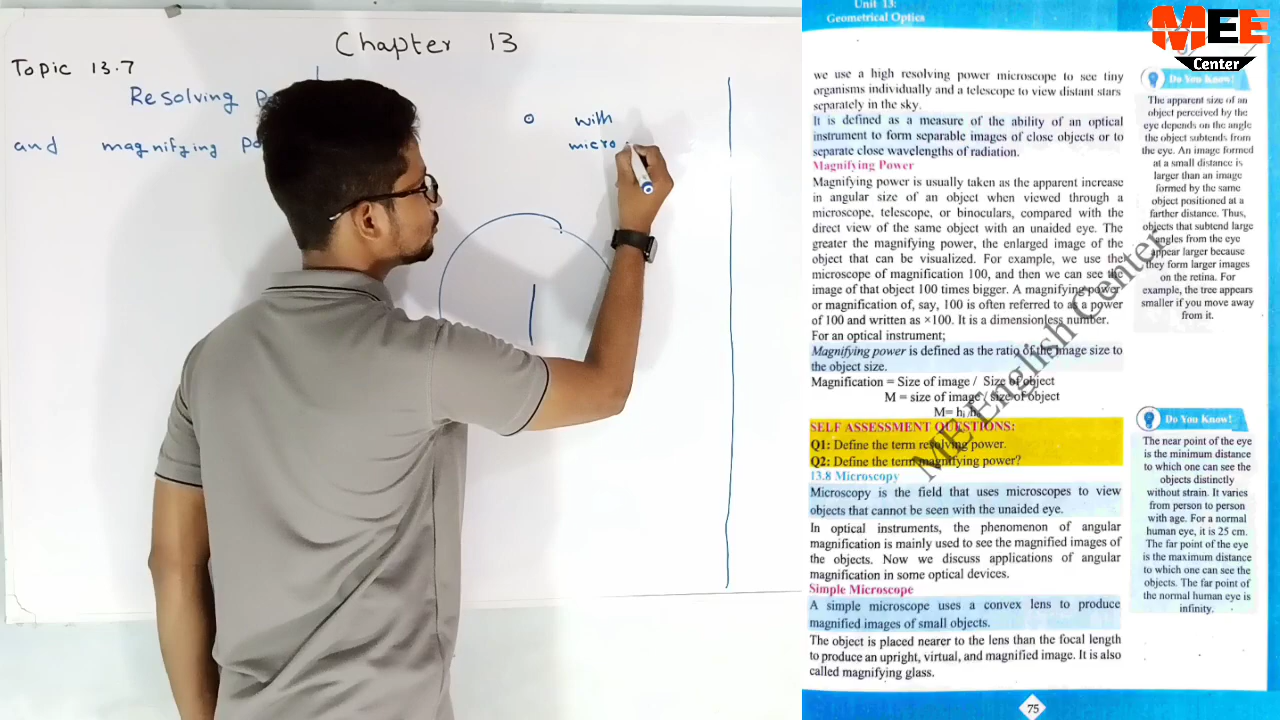 Chapter 13
Topic 13.7
Resolving
and magnifying
with
micro
Unit 13:
Geometrical Optics
MEE
Center
we use a high resolving power microscope to see tiny
organisms individually and a telescope to view distant stars
separately in the sky.
It is defined as a measure of the ability of an optical
instrument to form separable images of close objects or to
separate close wavelengths of radiation.
Magnifying Power
Magnifying power is usually taken as the apparent increase
in angular size of an object when viewed through a
microscope, telescope, or binoculars, compared with the
direct view of the same object with an unaided eye. The
greater the magnifying power, the enlarged image of the
object that can be visualized. For example, we use the
microscope of magnification 100, and then we can see the
image of that object 100 times bigger. A magnifying power
or magnification of, say, 100 is often referred to as a power
of 100 and written as ×100. It is a dimensionless number.
For an optical instrument;
Magnifying power is defined as the ratio of the image size to
the object size.
Magnification = Size of image / Size of object
M = size of image / size of object
M= hᵢ/h
SELF ASSESSMENT QUESTIONS:
Q1: Define the term resolving power.
Q2: Define the term magnifying power?
13.8 Microscopy
Microscopy is the field that uses microscopes to view
objects that cannot be seen with the unaided eye.
In optical instruments, the phenomenon of angular
magnification is mainly used to see the magnified images of
the objects. Now we discuss applications of angular
magnification in some optical devices.
Simple Microscope
A simple microscope uses a convex lens to produce
magnified images of small objects.
The object is placed nearer to the lens than the focal length
to produce an upright, virtual, and magnified image. It is also
called magnifying glass.
Do You Know!
The apparent size of an
object perceived by the
eye depends on the angle
the object subtends from
the eye. An image formed
at a small distance is
larger than an image
formed by the same
object positioned at a
farther distance. Thus,
objects that subtend large
angles from the eye
appear larger because
they form larger images
on the retina. For
example, the tree appears
smaller if you move away
from it.
Do You Know!
The near point of the eye
is the minimum distance
to which one can see the
objects distinctly
without strain. It varies
from person to person
with age. For a normal
human eye, it is 25 cm.
The far point of the eye
is the maximum distance
to which one can see the
objects. The far point of
the normal human eye is
infinity.
ME English Center
75